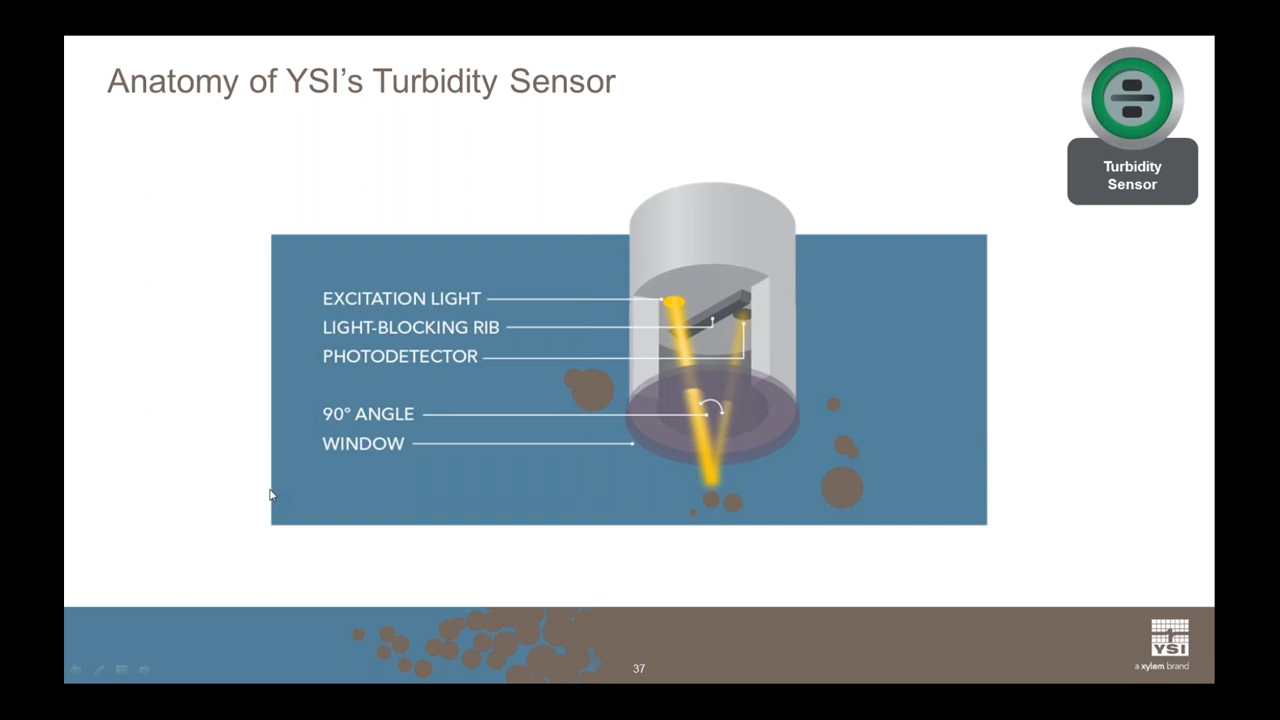 Anatomy of YSI’s Turbidity Sensor
Turbidity
Sensor
EXCITATION LIGHT
LIGHT-BLOCKING RIB
PHOTODETECTOR
90° ANGLE
WINDOW
37
YSI
a xylem brand